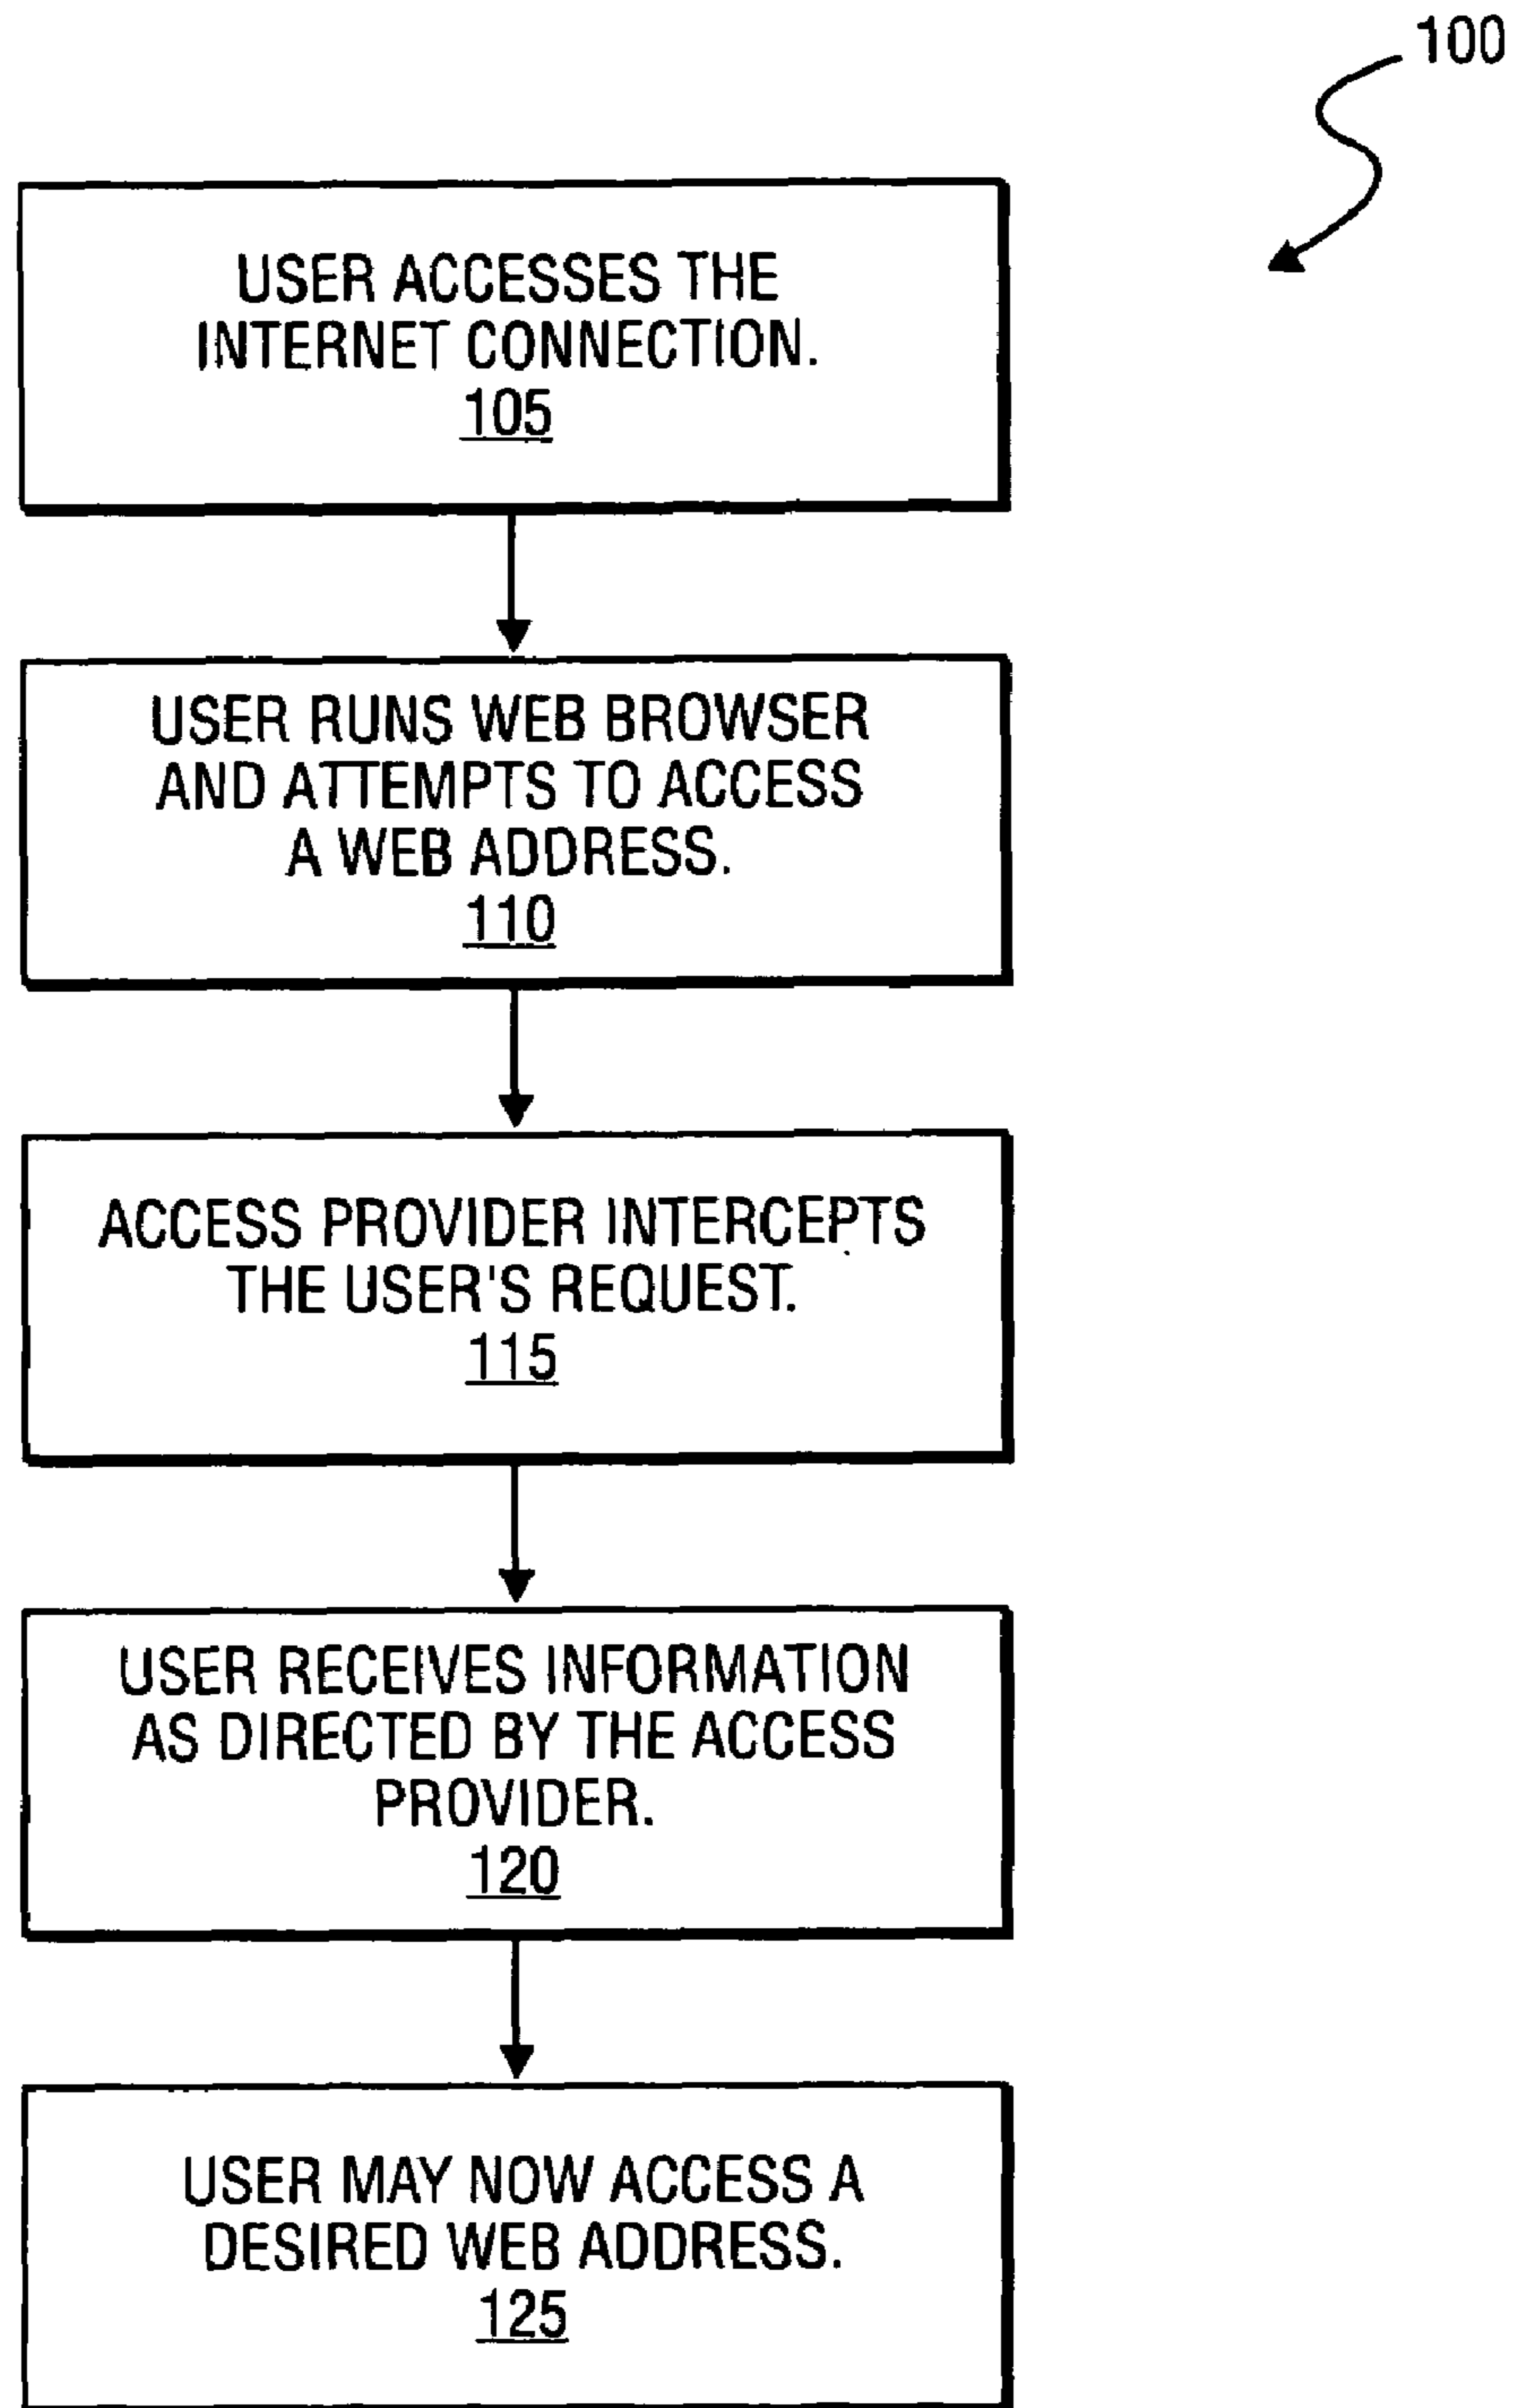 100
USER ACCESSES THE
INTERNET CONNECTION.
105
USER RUNS WEB BROWSER
AND ATTEMPTS TO ACCESS
A WEB ADDRESS.
110
ACCESS PROVIDER INTERCEPTS
THE USER'S REQUEST.
115
USER RECEIVES INFORMATION
AS DIRECTED BY THE ACCESS
PROVIDER.
120
USER MAY NOW ACCESS A
DESIRED WEB ADDRESS.
125